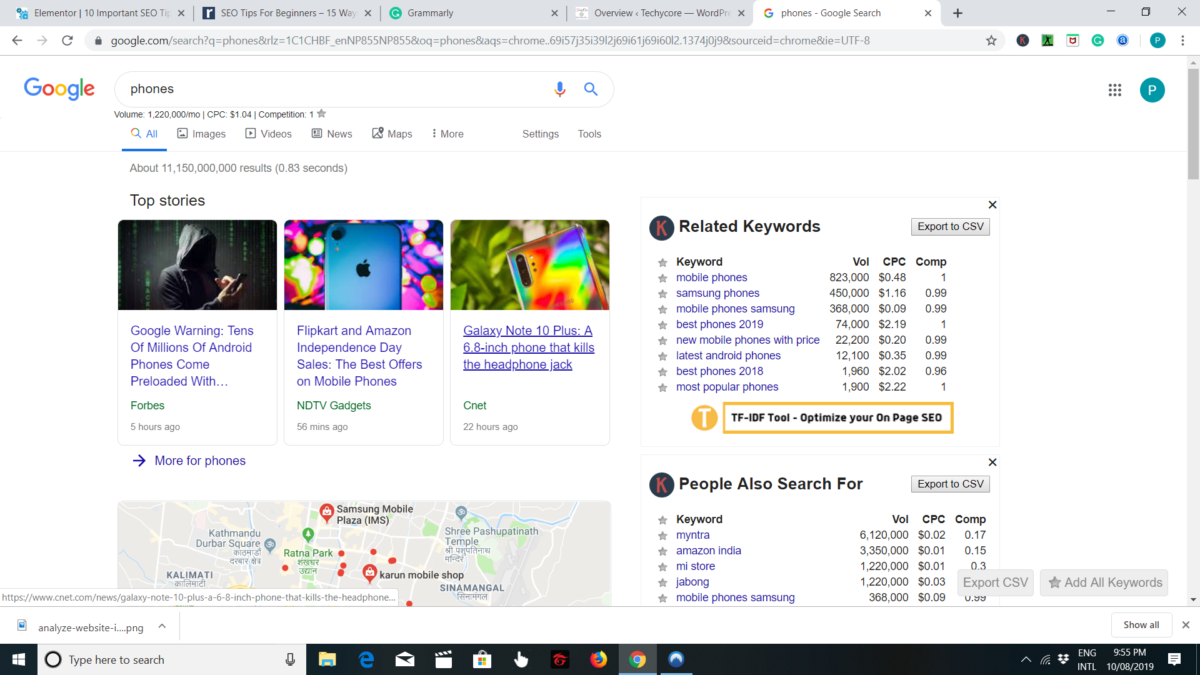 Elementor | 10 Important SEO Tip
SEO Tips For Beginners – 15 Way
Grammarly
Overview ‹ Techycore — WordPre
phones - Google Search
google.com/search?q=phones&rlz=1C1CHBF_enNP855NP855&oq=phones&aqs=chrome..69i57j35i39l2j69i61j69i60l2.1374j0j9&sourceid=chrome&ie=UTF-8
P
Google
phones
P
Volume: 1,220,000/mo | CPC: $1.04 | Competition: 1
All Images Videos News Maps More Settings Tools
About 11,150,000,000 results (0.83 seconds)
Top stories
Google Warning: Tens
Of Millions Of Android
Phones Come
Preloaded With…
Forbes
5 hours ago
Flipkart and Amazon
Independence Day
Sales: The Best Offers
on Mobile Phones
NDTV Gadgets
56 mins ago
Galaxy Note 10 Plus: A
6.8-inch phone that kills
the headphone jack
Cnet
22 hours ago
More for phones
Samsung Mobile
Plaza (IMS)
Kathmandu
Durbar Square
काठमाडौं
दरबार क्षेत्र
Ratna Park
शंखधर
उद्यान
Shree Pashupatinath
Temple
श्री पशुपतिनाथ
मन्दिर
KALIMATI
कालिमाटी
karun mobile shop
SINAMANGAL
सिनामंगल
K
Related Keywords
Export to CSV
Keyword Vol CPC Comp
mobile phones 823,000 $0.48 1
samsung phones 450,000 $1.16 0.99
mobile phones samsung 368,000 $0.09 0.99
best phones 2019 74,000 $2.19 1
new mobile phones with price 22,200 $0.20 0.99
latest android phones 12,100 $0.35 0.99
best phones 2018 1,960 $2.02 0.96
most popular phones 1,900 $2.22 1
T
TF-IDF Tool - Optimize your On Page SEO
K
People Also Search For
Export to CSV
Keyword Vol CPC Comp
myntra 6,120,000 $0.02 0.17
amazon india 3,350,000 $0.01 0.15
mi store 1,220,000 $0.01 0.3
jabong 1,220,000 $0.03
mobile phones samsung 368,000 $0.09 0.99
Export CSV
Add All Keywords
https://www.cnet.com/news/galaxy-note-10-plus-a-6-8-inch-phone-that-kills-the-headphone...
analyze-website-i....png
Show all
Type here to search
ENG
INTL
9:55 PM
10/08/2019